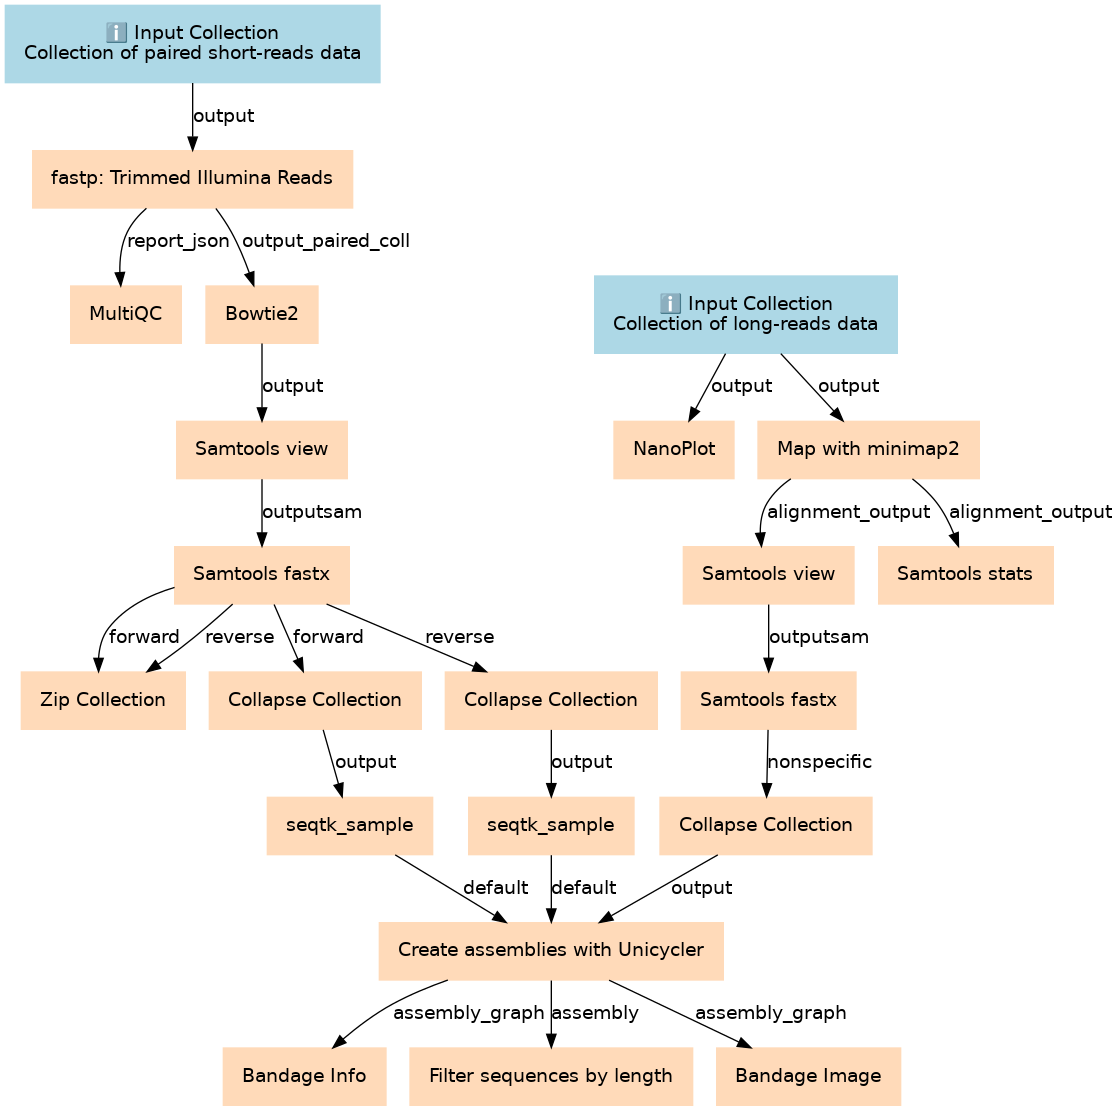 ℹ️ Input Collection
Collection of paired short-reads data
output
fastp: Trimmed Illumina Reads
report_json
output_paired_coll
MultiQC
Bowtie2
ℹ️ Input Collection
Collection of long-reads data
output
output
output
Samtools view
NanoPlot
Map with minimap2
outputsam
alignment_output
alignment_output
Samtools fastx
Samtools view
Samtools stats
forward
reverse
forward
reverse
outputsam
Zip Collection
Collapse Collection
Collapse Collection
Samtools fastx
output
output
nonspecific
seqtk_sample
seqtk_sample
Collapse Collection
default
default
output
Create assemblies with Unicycler
assembly_graph
assembly
assembly_graph
Bandage Info
Filter sequences by length
Bandage Image